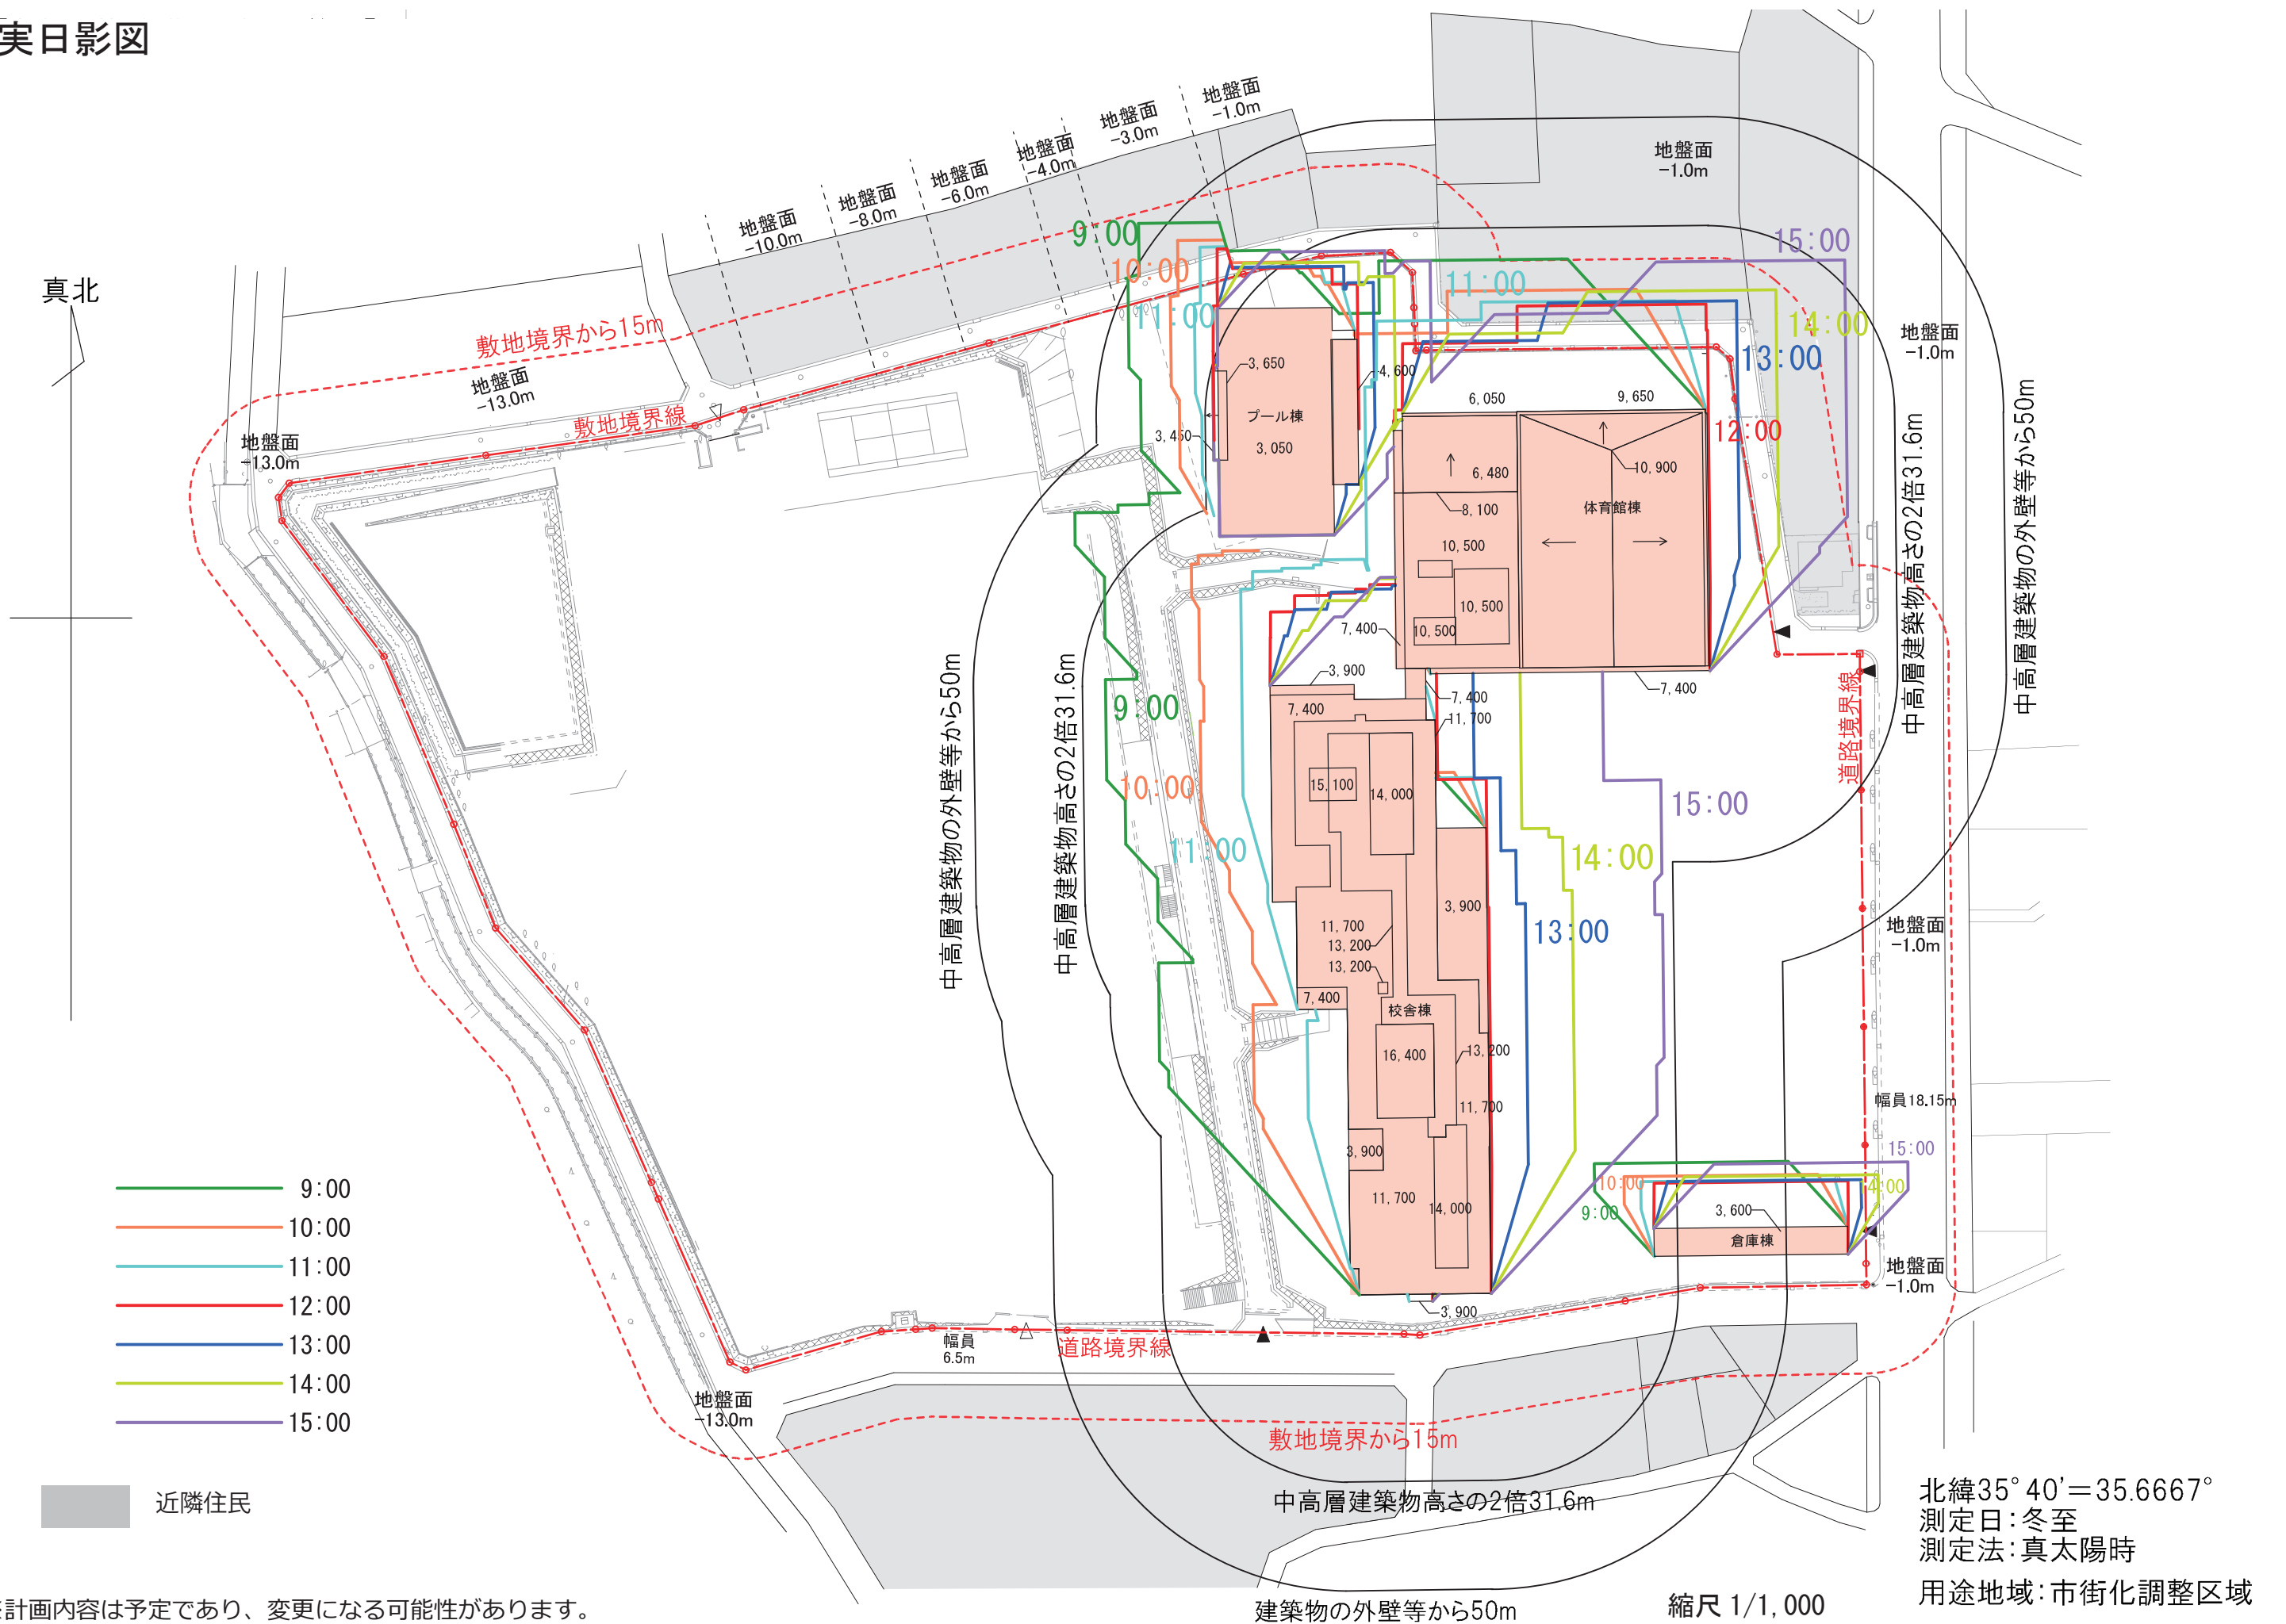 実日影図
真北
地盤面
-10.0m
地盤面
-8.0m
地盤面
-6.0m
地盤面
-4.0m
地盤面
-3.0m
地盤面
-1.0m
地盤面
-1.0m
敷地境界から15m
地盤面
-13.0m
敷地境界線
地盤面
-13.0m
9:00
10:00
11:00
11:00
15:00
14:00
13:00
12:00
地盤面
-1.0m
3,650
4,600
プール棟
3,450
3,050
6,050
9,650
6,480
10,900
8,100
体育館棟
10,500
10,500
10,500
7,400
3,900
7,400
7,400
7,400
11,700
15,100
14,000
3,900
11,700
13,200
13,200
7,400
校舎棟
16,400
13,200
11,700
3,900
11,700
14,000
3,900
9:00
10:00
11:00
13:00
14:00
15:00
中高層建築物の外壁等から50m
中高層建築物高さの2倍31.6m
中高層建築物高さの2倍31.6m
中高層建築物の外壁等から50m
道路境界線
地盤面
-1.0m
幅員18.15m
15:00
10:00
9:00
3,600
倉庫棟
地盤面
-1.0m
9:00
10:00
11:00
12:00
13:00
14:00
15:00
近隣住民
幅員
6.5m
道路境界線
地盤面
-13.0m
敷地境界から15m
中高層建築物高さの2倍31.6m
建築物の外壁等から50m
北緯35°40'=35.6667°
測定日:冬至
測定法:真太陽時
用途地域:市街化調整区域
縮尺 1/1,000
計画内容は予定であり、変更になる可能性があります。